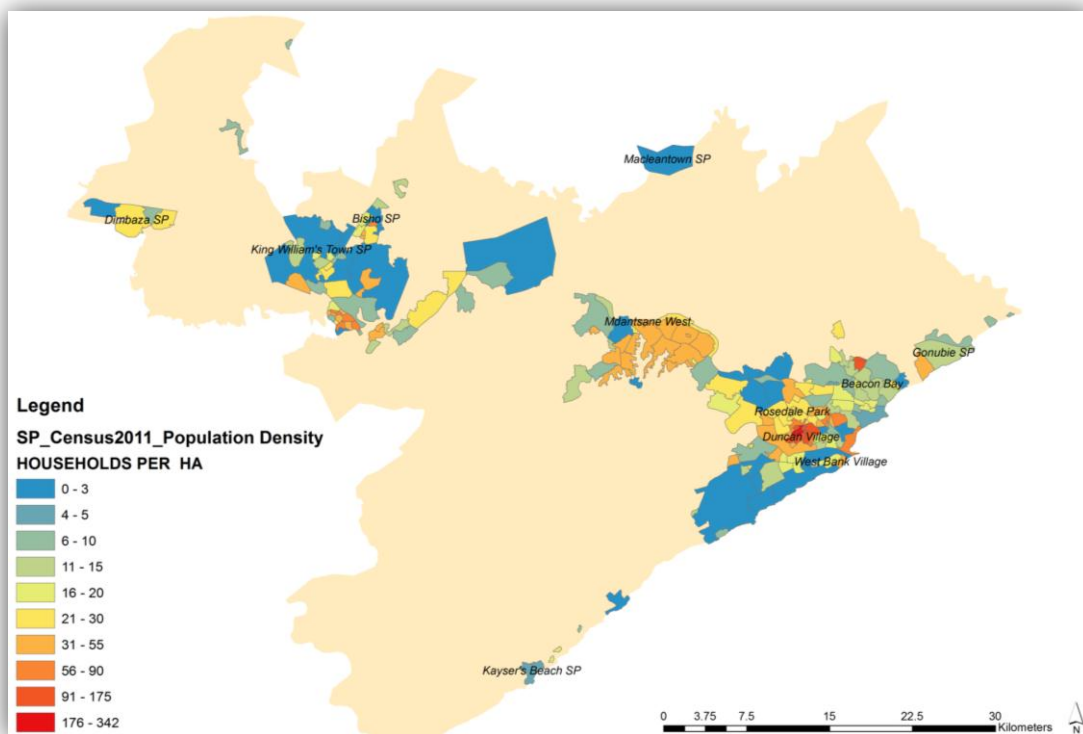 Macleantown SP
Dimbaza SP
Bisho SP
King William's Town SP
Mdantsane West
Gonubie SP
Beacon Bay
Rosedale Park
Duncan Village
West Bank Village
Kayser's Beach SP
Legend
SP_Census2011_Population Density
HOUSEHOLDS PER HA
0 - 3
4 - 5
6 - 10
11 - 15
16 - 20
21 - 30
31 - 55
56 - 90
91 - 175
176 - 342
0 3.75 7.5 15 22.5 30
Kilometers
N